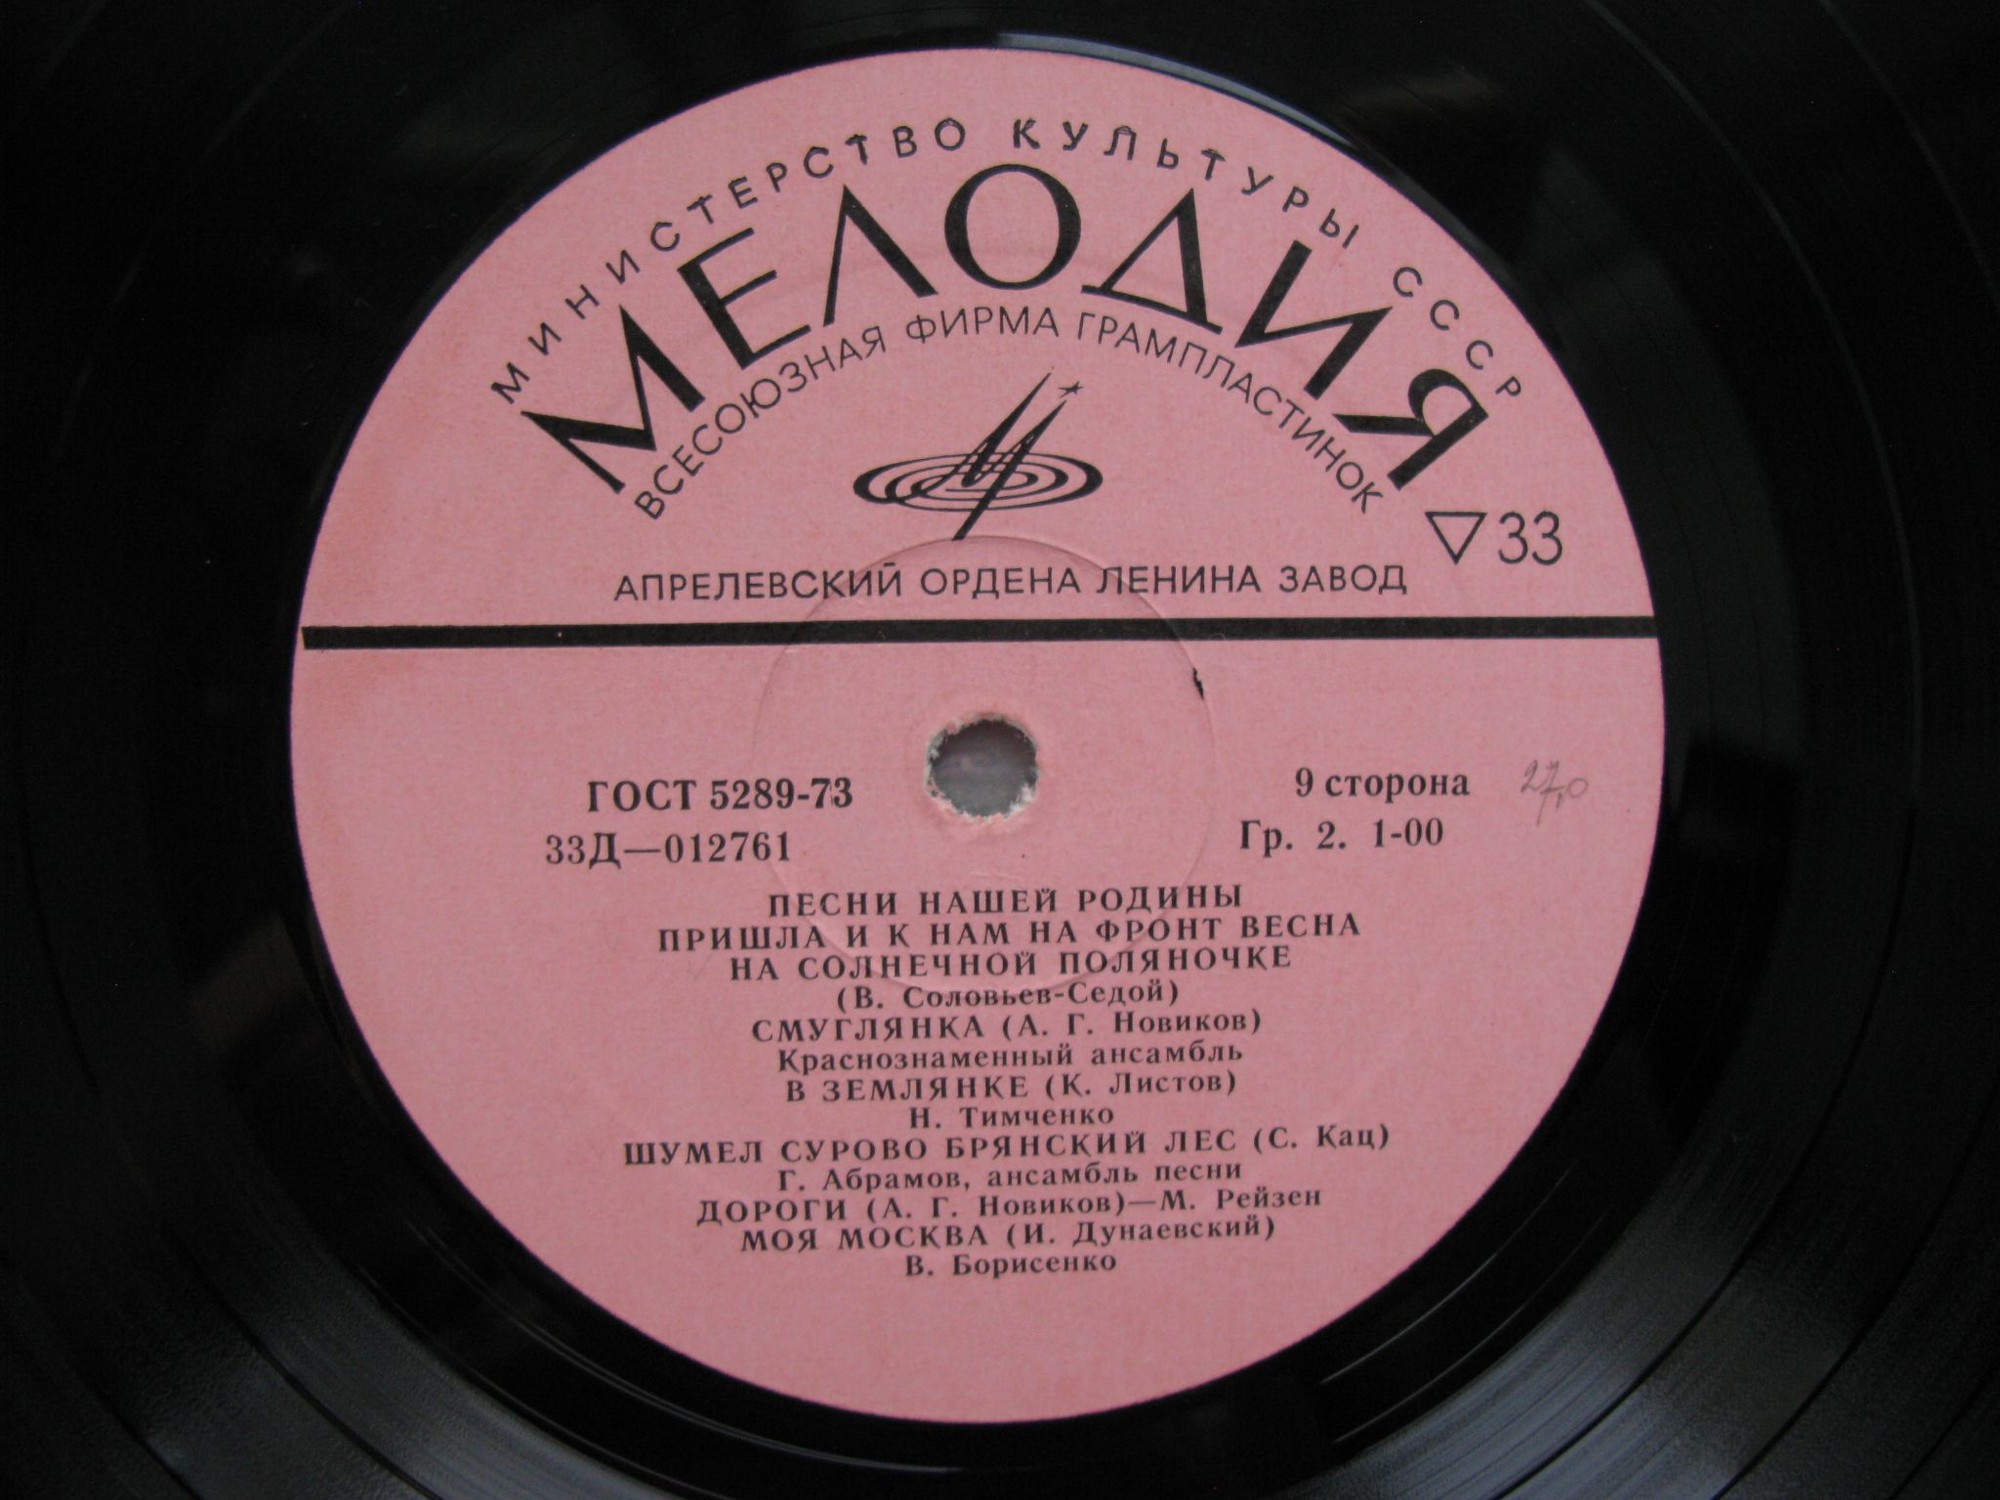 МИНИСТЕРСТВО КУЛЬТУРЫ СССР
МЕЛОДИЯ
ВСЕСОЮЗНАЯ ФИРМА ГРАМПЛАСТИНОК
▽33
АПРЕЛЕВСКИЙ ОРДЕНА ЛЕНИНА ЗАВОД
ГОСТ 5289-73
33Д—012761
9 сторона
27,0
Гр. 2. 1-00
ПЕСНИ НАШЕЙ РОДИНЫ
ПРИШЛА И К НАМ НА ФРОНТ ВЕСНА
НА СОЛНЕЧНОЙ ПОЛЯНОЧКЕ
(В. Соловьев-Седой)
СМУГЛЯНКА (А. Г. Новиков)
Краснознаменный ансамбль
В ЗЕМЛЯНКЕ (К. Листов)
Н. Тимченко
ШУМЕЛ СУРОВО БРЯНСКИЙ ЛЕС (С. Кац)
Г. Абрамов, ансамбль песни
ДОРОГИ (А. Г. Новиков)—М. Рейзен
МОЯ МОСКВА (И. Дунаевский)
В. Борисенко